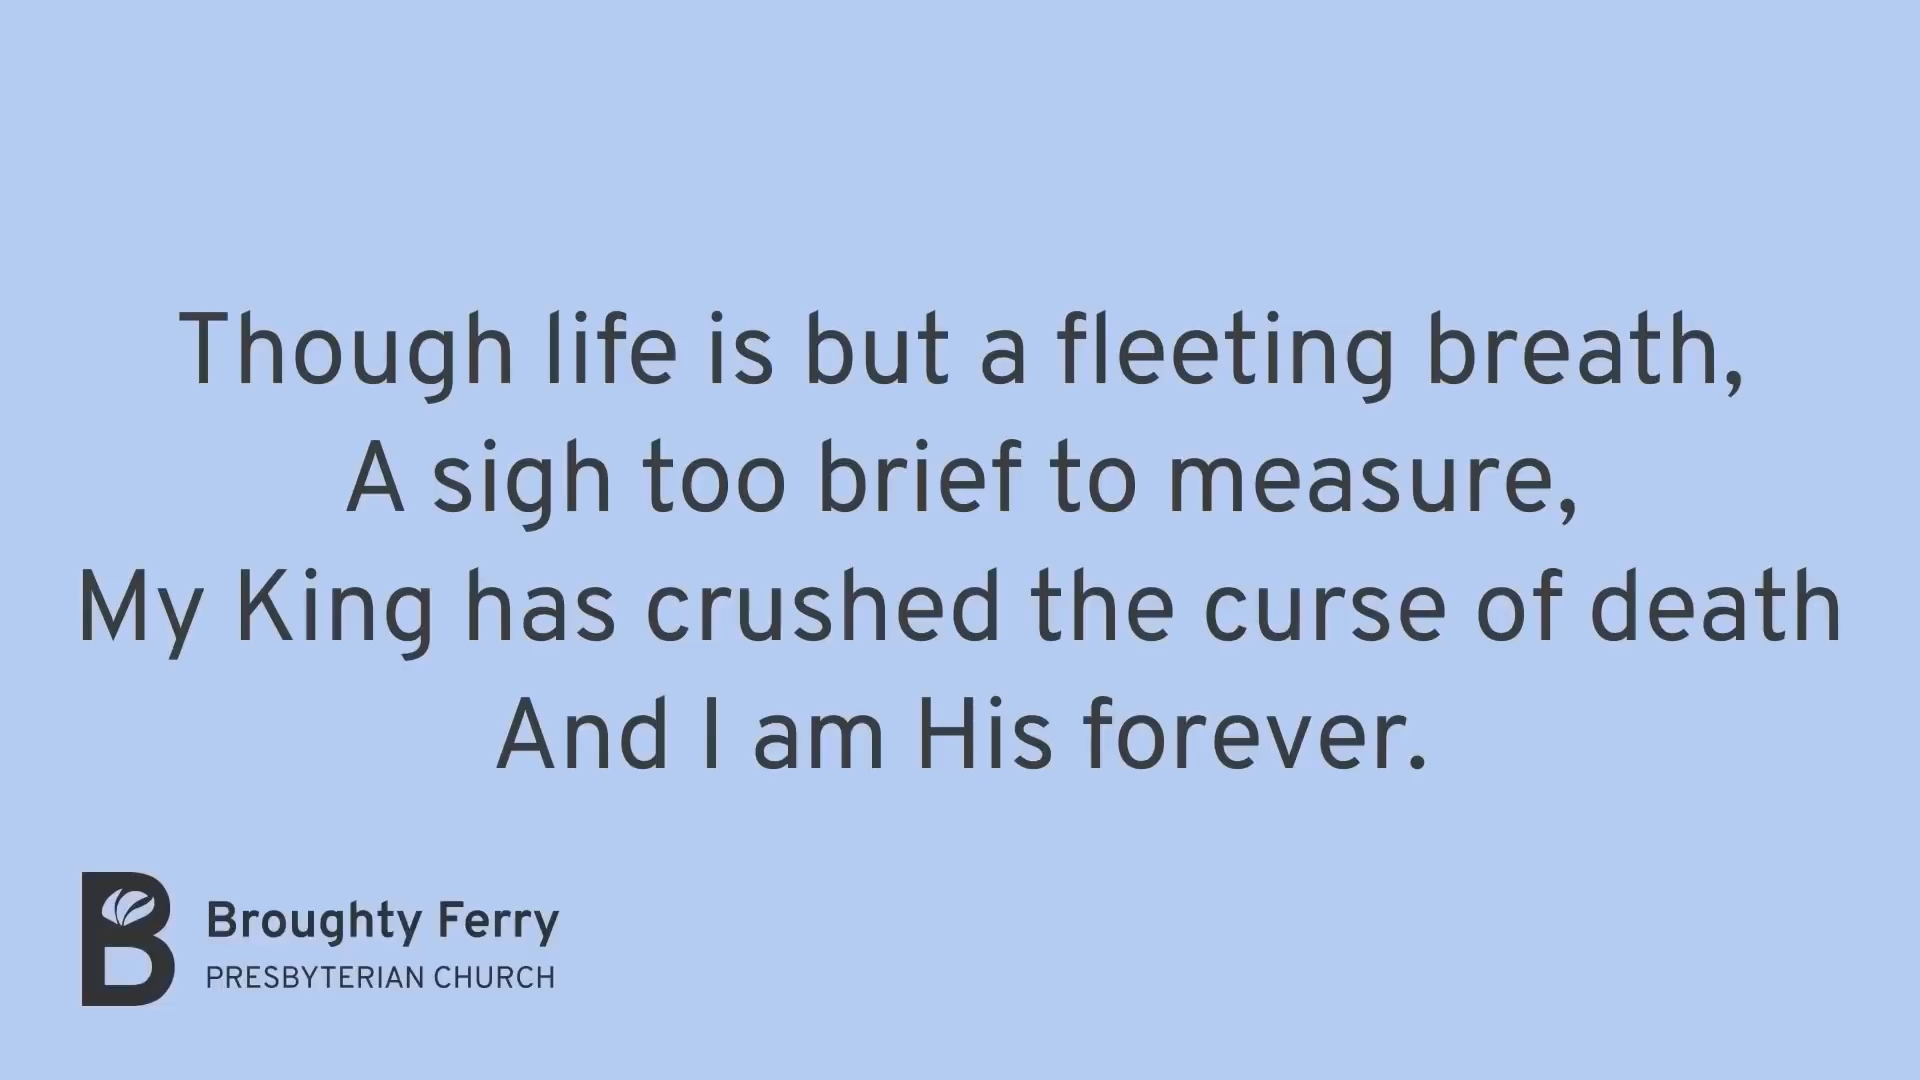 Though life is but a fleeting breath,
A sigh too brief to measure,
My King has crushed the curse of death
And I am His forever.
B
Broughty Ferry
PRESBYTERIAN CHURCH